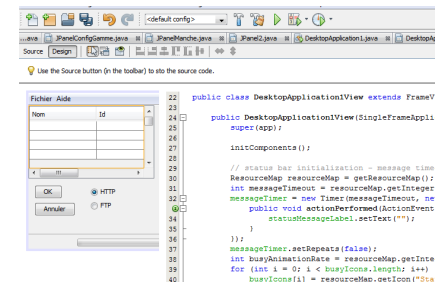 <default config>
...ava JPanelConfigGamme.java JPanelManche.java JPanel2.java DesktopApplication1.java DesktopAp
Source Design
Use the Source button (in the toolbar) to sto the source code.
Fichier Aide
Nom Id
OK HTTP
Annuler FTP
22 public class DesktopApplication1View extends FrameV
23
24 public DesktopApplication1View(SingleFrameAppli
25 super(app);
26
27 initComponents();
28
29 // status bar initialization - message time
30 ResourceMap resourceMap = getResourceMap();
31 int messageTimeout = resourceMap.getInteger
32 messageTimer = new Timer(messageTimeout, ne
public void actionPerformed(ActionEvent
34 statusMessageLabel.setText("");
35 }
36 });
37 messageTimer.setRepeats(false);
38 int busyAnimationRate = resourceMap.getInte
39 for (int i = 0; i < busyIcons.length; i++)
40 busyIcons[i] = resourceMap.getIcon("Sta